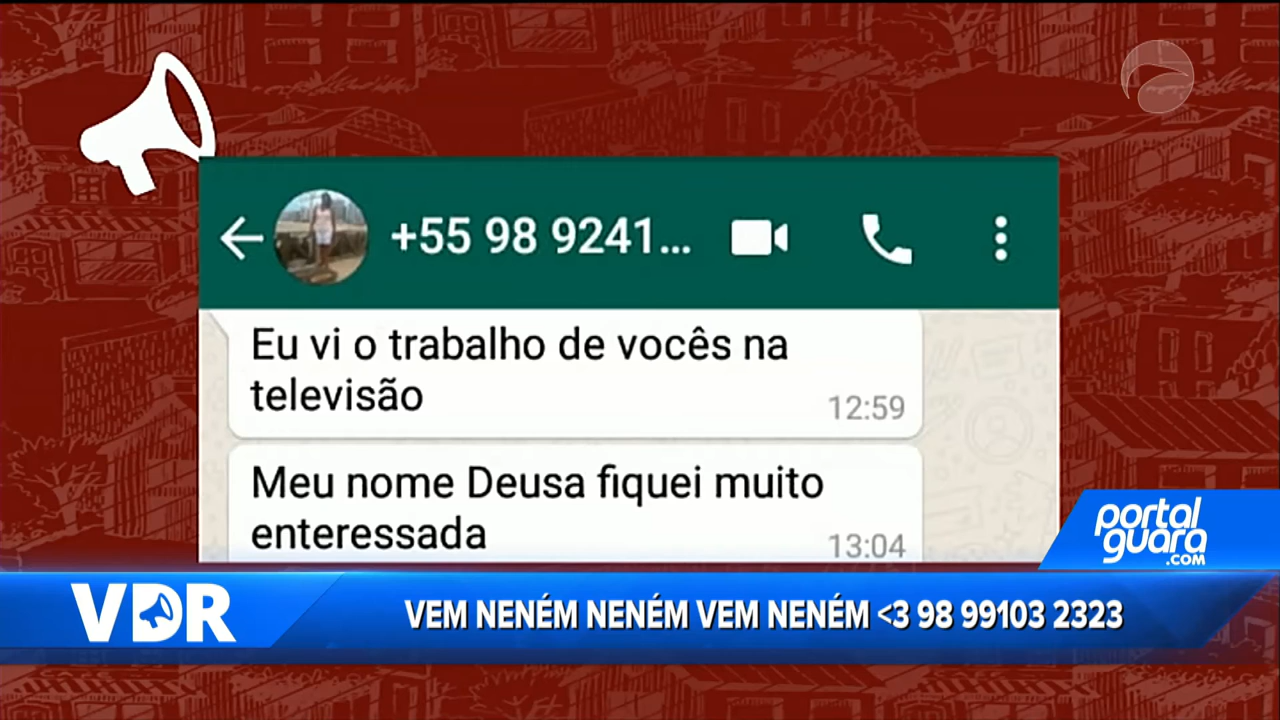 +55 98 9241...
Eu vi o trabalho de vocês na
televisão
12:59
Meu nome Deusa fiquei muito
enteressada
13:04
portal
guara
.COM
VDR
VEM NENÉM NENÉM VEM NENÉM <3 98 99103 2323